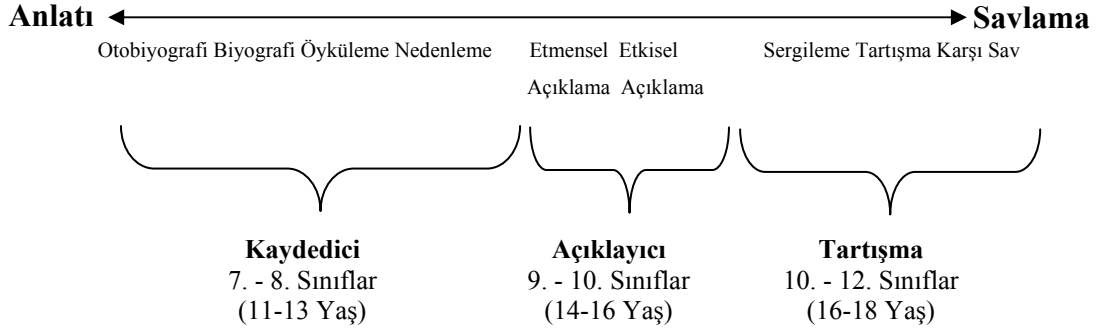 Anlatı Savlama
Otobiyografi Biyografi Öyküleme Nedenleme Etmensel Etkisel Sergileme Tartışma Karşı Sav
Açıklama Açıklama
Kaydedici Açıklayıcı Tartışma
7. - 8. Sınıflar 9. - 10. Sınıflar 10. - 12. Sınıflar
(11-13 Yaş) (14-16 Yaş) (16-18 Yaş)